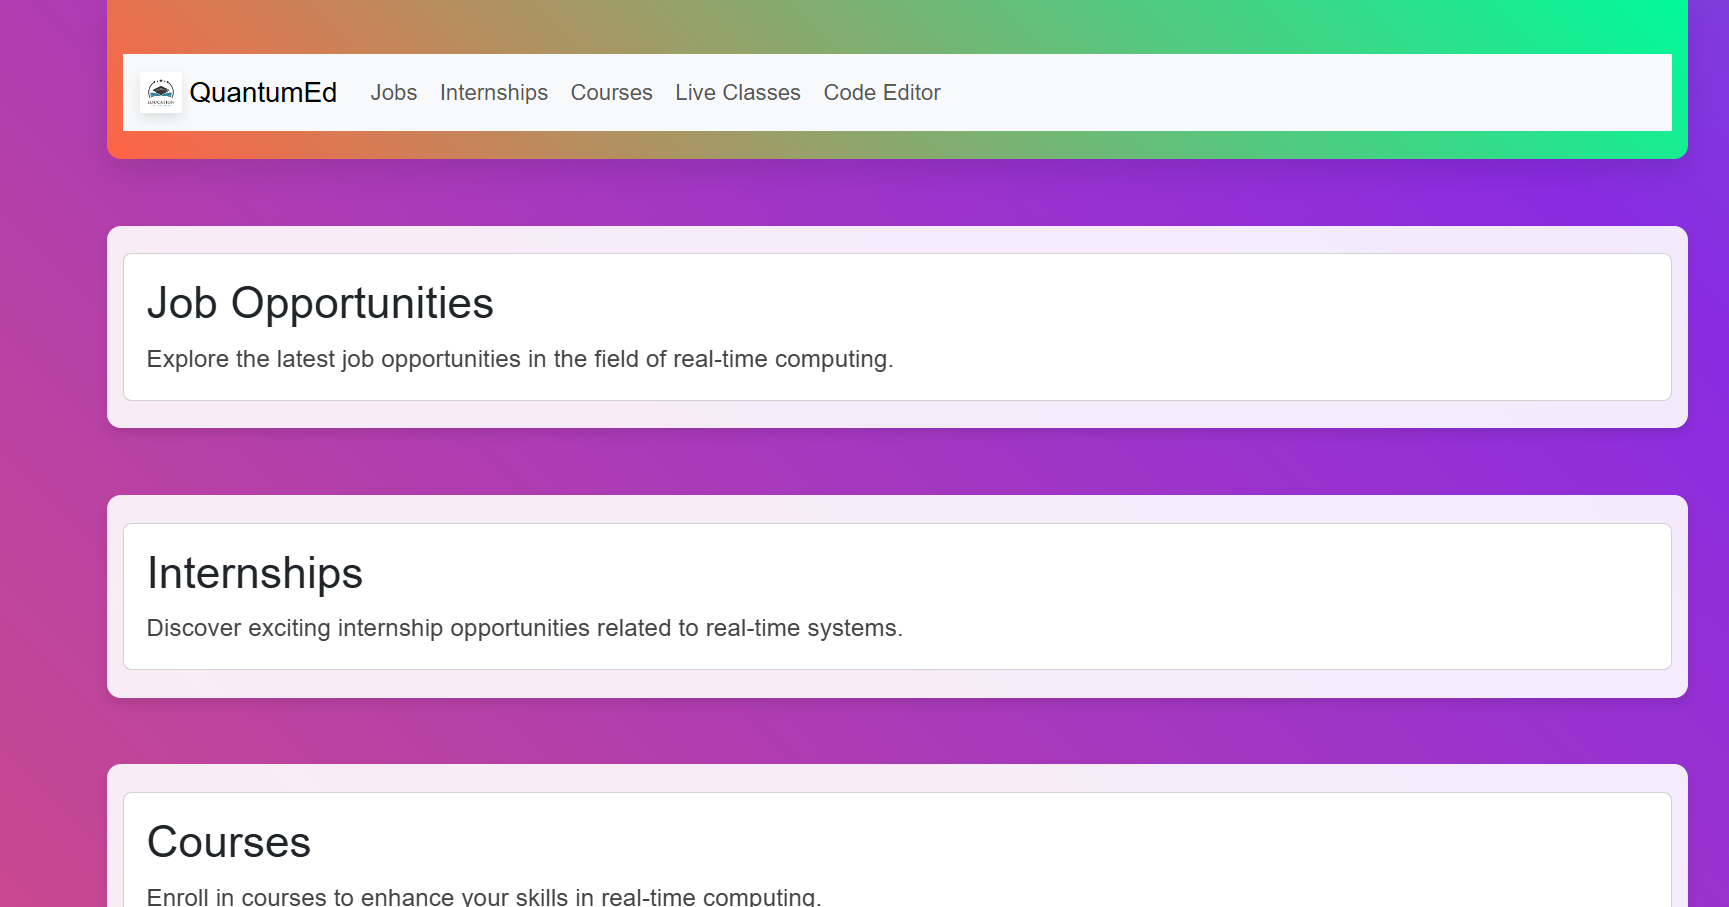 EDUCATION
QuantumEd Jobs Internships Courses Live Classes Code Editor
Job Opportunities
Explore the latest job opportunities in the field of real-time computing.
Internships
Discover exciting internship opportunities related to real-time systems.
Courses
Enroll in courses to enhance your skills in real-time computing.